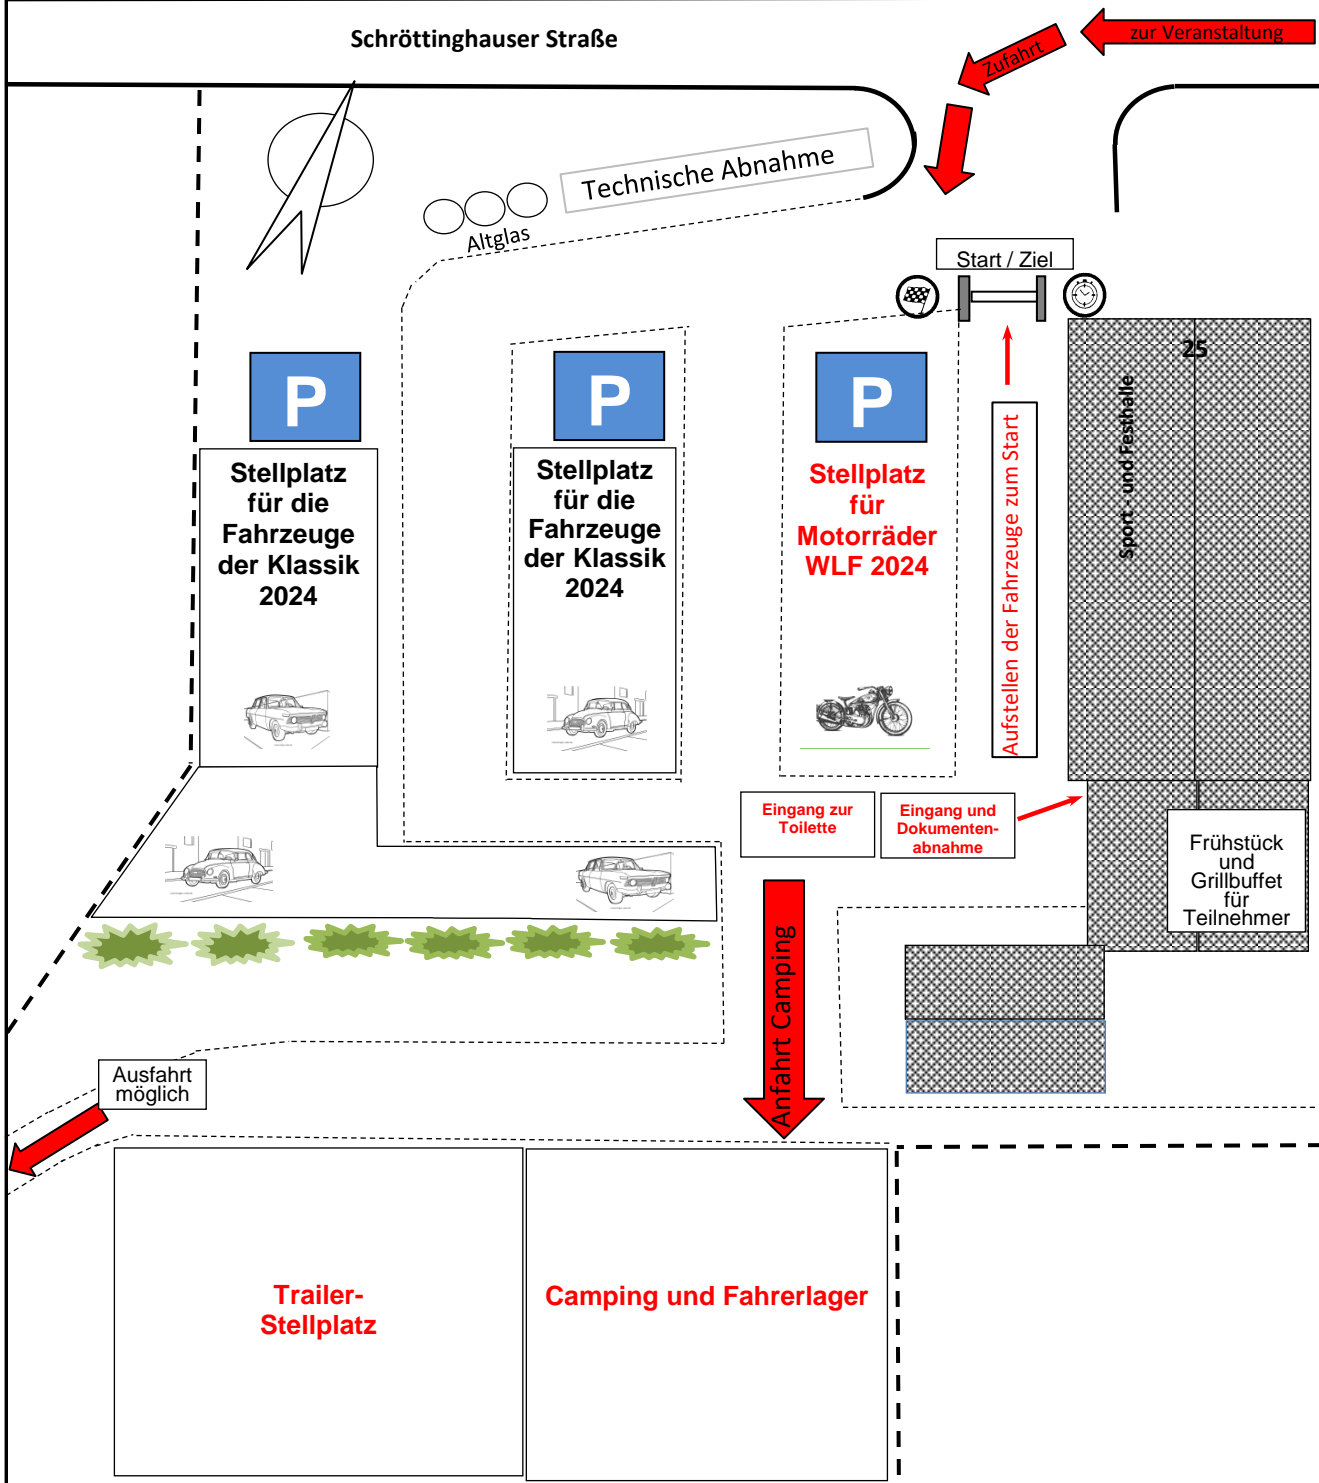 Schröttinghauser Straße
zur Veranstaltung
Zufahrt
Technische Abnahme
Altglas
Start / Ziel
25
Sport - und Festhalle
P
P
P
Stellplatz
für die
Fahrzeuge
der Klassik
2024
Stellplatz
für die
Fahrzeuge
der Klassik
2024
Stellplatz
für
Motorräder
WLF 2024
Aufstellen der Fahrzeuge zum Start
Eingang zur
Toilette
Eingang und
Dokumenten-
abnahme
Frühstück
und
Grillbuffet
für
Teilnehmer
Anfahrt Camping
Ausfahrt
möglich
Trailer-
Stellplatz
Camping und Fahrerlager